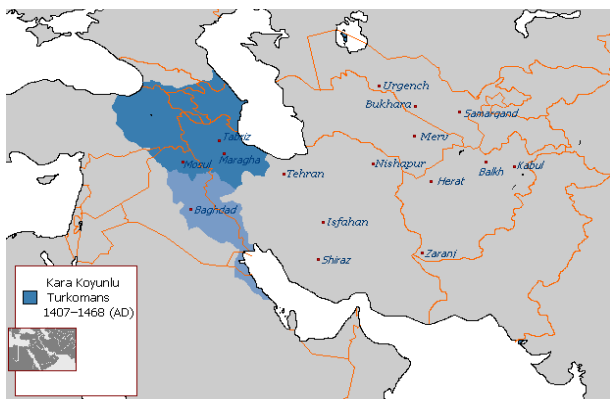 Urgench
Bukhara
Samarqand
Tabriz
Merv
Maragha
Mosul
Nishapur
Balkh
Kabul
Tehran
Herat
Baghdad
Isfahan
Zaranj
Shiraz
Kara Koyunlu
Turkomans
1407–1468 (AD)